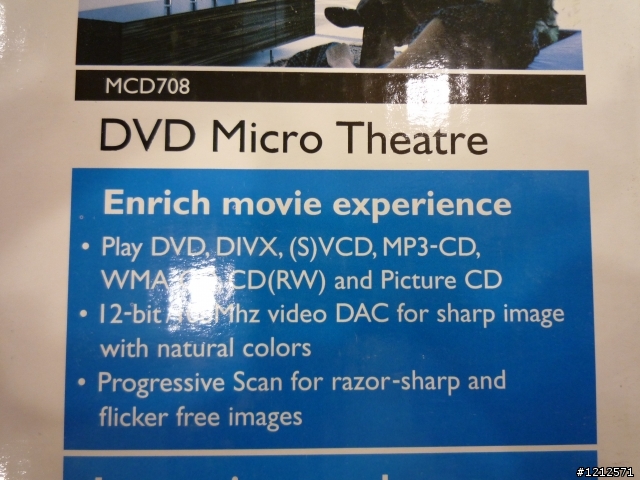 MCD708
DVD Micro Theatre
Enrich movie experience
• Play DVD, DIVX, (S)VCD, MP3-CD,
CD(RW) and Picture CD
• 12-bit video DAC for sharp image
with natural colors
• Progressive Scan for razor-sharp and
flicker free images
#1212571